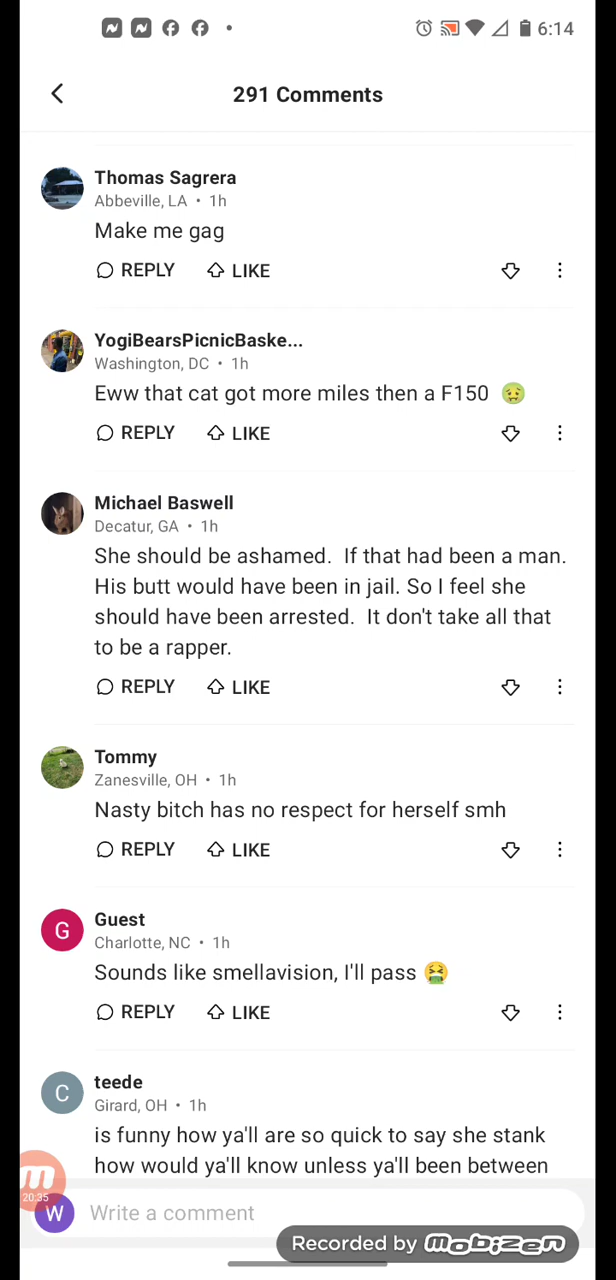 6:14
291 Comments
Thomas Sagrera
Abbeville, LA • 1h
Make me gag
REPLY LIKE
YogiBearsPicnicBaske...
Washington, DC • 1h
Eww that cat got more miles then a F150 🤢
REPLY LIKE
Michael Baswell
Decatur, GA • 1h
She should be ashamed.  If that had been a man.
His butt would have been in jail. So I feel she
should have been arrested.  It don't take all that
to be a rapper.
REPLY LIKE
Tommy
Zanesville, OH • 1h
Nasty bitch has no respect for herself smh
REPLY LIKE
G
Guest
Charlotte, NC • 1h
Sounds like smellavision, I'll pass 🤮
REPLY LIKE
C
teede
Girard, OH • 1h
is funny how ya'll are so quick to say she stank
how would ya'll know unless ya'll been between
m
20:35
W
Write a comment
Recorded by mobizen